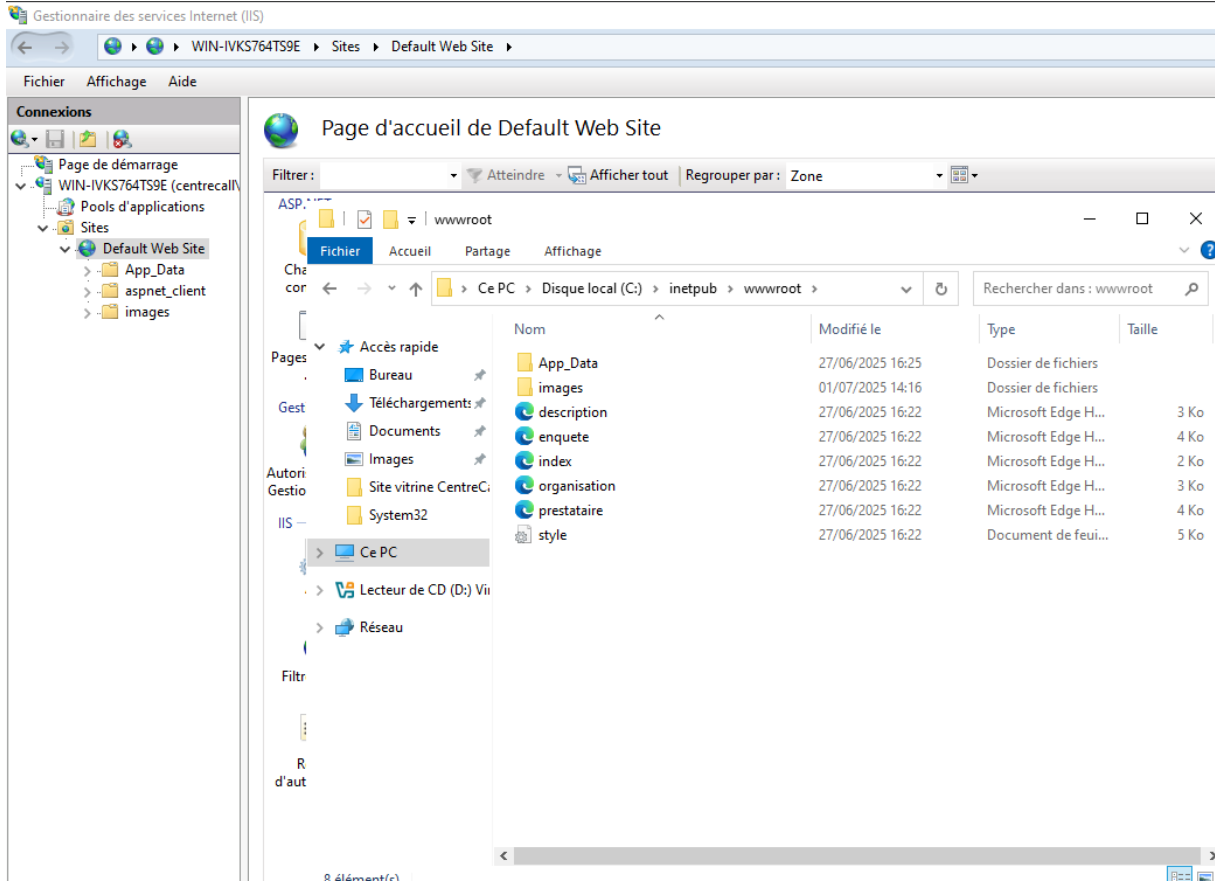 Gestionnaire des services Internet (IIS)
WIN-IVKS764TS9E Sites Default Web Site
Fichier Affichage Aide
Connexions
Page de démarrage
WIN-IVKS764TS9E (centrecall\
Pools d'applications
Sites
Default Web Site
App_Data
aspnet_client
images
Page d'accueil de Default Web Site
Filtrer : Atteindre Afficher tout Regrouper par : Zone
ASP.NET
Cha
cor
Pages
Gest
Autori
Gestio
IIS
Filtr
R
d'aut
wwwroot
Fichier Accueil Partage Affichage
Ce PC Disque local (C:) inetpub wwwroot Rechercher dans : wwwroot
Accès rapide
Bureau
Téléchargements
Documents
Images
Site vitrine CentreCa
System32
Ce PC
Lecteur de CD (D:) Vi
Réseau
Nom Modifié le Type Taille
App_Data 27/06/2025 16:25 Dossier de fichiers
images 01/07/2025 14:16 Dossier de fichiers
description 27/06/2025 16:22 Microsoft Edge H... 3 Ko
enquete 27/06/2025 16:22 Microsoft Edge H... 4 Ko
index 27/06/2025 16:22 Microsoft Edge H... 2 Ko
organisation 27/06/2025 16:22 Microsoft Edge H... 3 Ko
prestataire 27/06/2025 16:22 Microsoft Edge H... 4 Ko
style 27/06/2025 16:22 Document de feui... 5 Ko
8 élément(s)